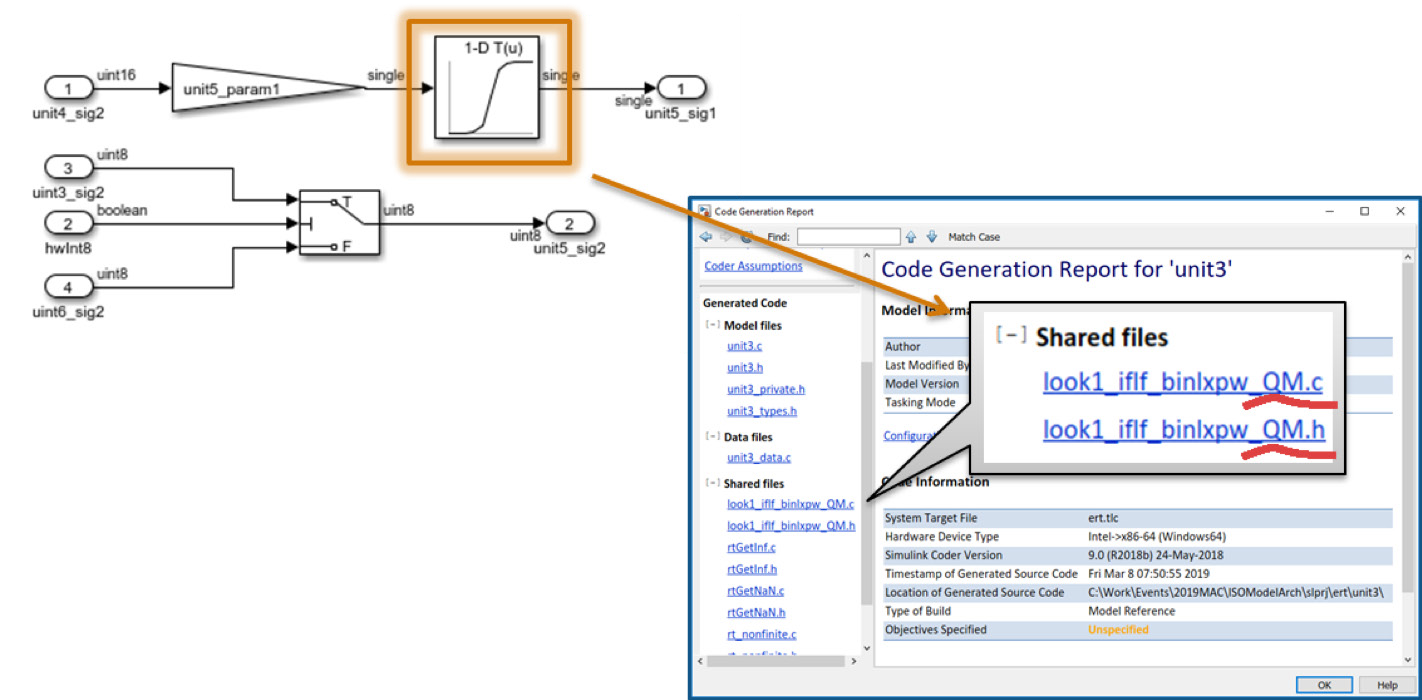 1-D T(u)
uint16
single
single
1
unit5_param1
1
unit4_sig2
single
unit5_sig1
uint8
3
uint3_sig2
T
boolean
uint8
2
2
hwInt8
uint8
unit5_sig2
F
uint8
4
uint6_sig2
Code Generation Report
Find:
Match Case
Coder Assumptions
Generated Code
[-] Model files
unit3.c
unit3.h
unit3_private.h
unit3_types.h
[-] Data files
unit3_data.c
[-] Shared files
look1_iflf_binlxpw_QM.c
look1_iflf_binlxpw_QM.h
rtGetInf.c
rtGetInf.h
rtGetNaN.c
rtGetNaN.h
rt_nonfinite.c
Code Generation Report for 'unit3'
Model Informa
Author
Last Modified By
Model Version
Tasking Mode
Configurat
[-] Shared files
look1_iflf_binlxpw_QM.c
look1_iflf_binlxpw_QM.h
Code Information
System Target File ert.tlc
Hardware Device Type Intel->x86-64 (Windows64)
Simulink Coder Version 9.0 (R2018b) 24-May-2018
Timestamp of Generated Source Code Fri Mar 8 07:50:55 2019
Location of Generated Source Code C:\Work\Events\2019MAC\ISOModelArch\slprj\ert\unit3\
Type of Build Model Reference
Objectives Specified Unspecified
OK Help